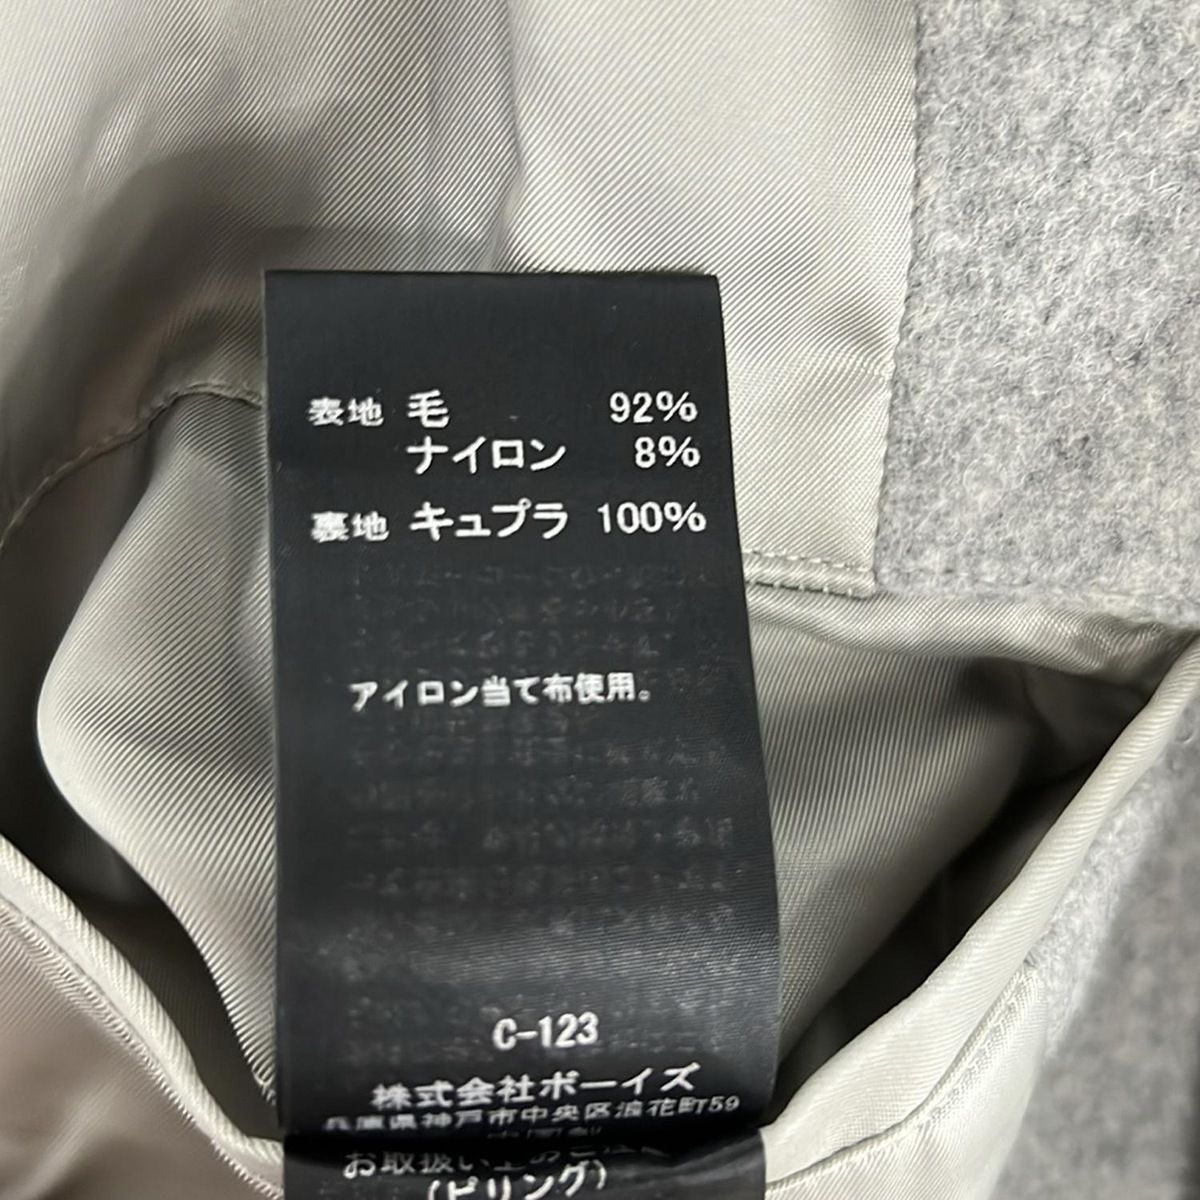 表地 毛 92%
ナイロン 8%
裏地 キュプラ 100%
アイロン当て布使用。
C-123
株式会社ボーイズ
兵庫県神戸市中央区浪花町59
お取扱い上のご注意
(ピリング)